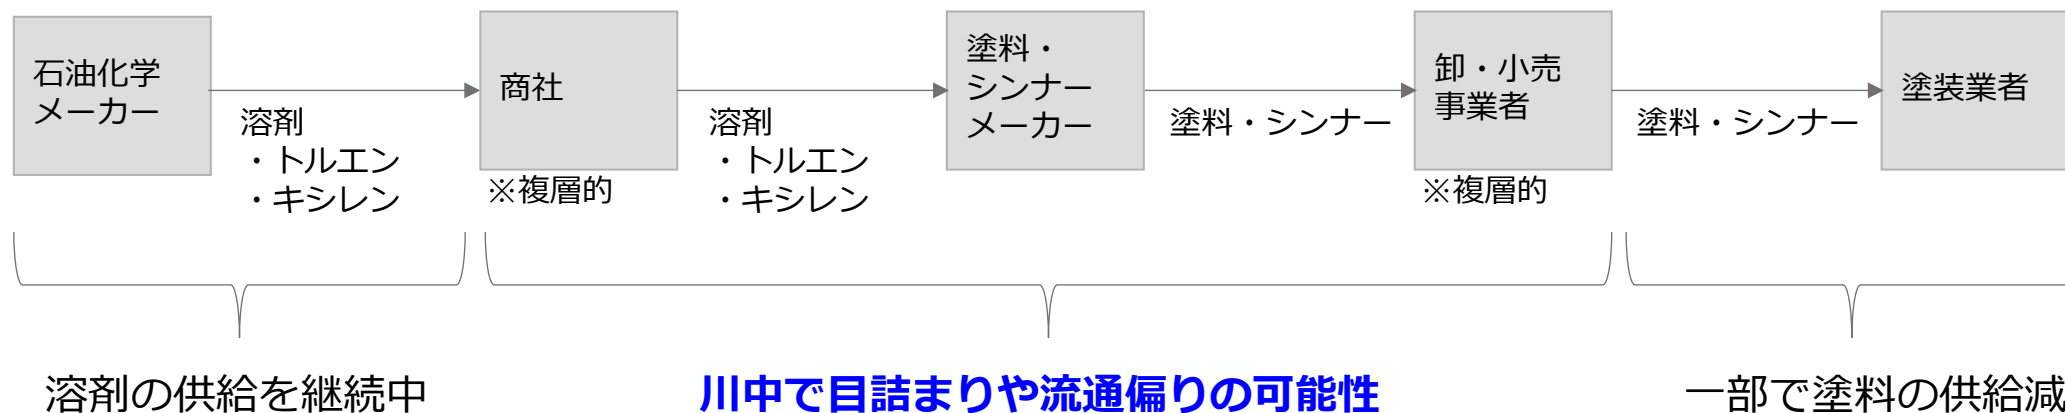 石油化学
メーカー
溶剤
・トルエン
・キシレン
商社
※複層的
溶剤
・トルエン
・キシレン
塗料・
シンナー
メーカー
塗料・シンナー
卸・小売
事業者
※複層的
塗料・シンナー
塗装業者
溶剤の供給を継続中
川中で目詰まりや流通偏りの可能性
一部で塗料の供給減